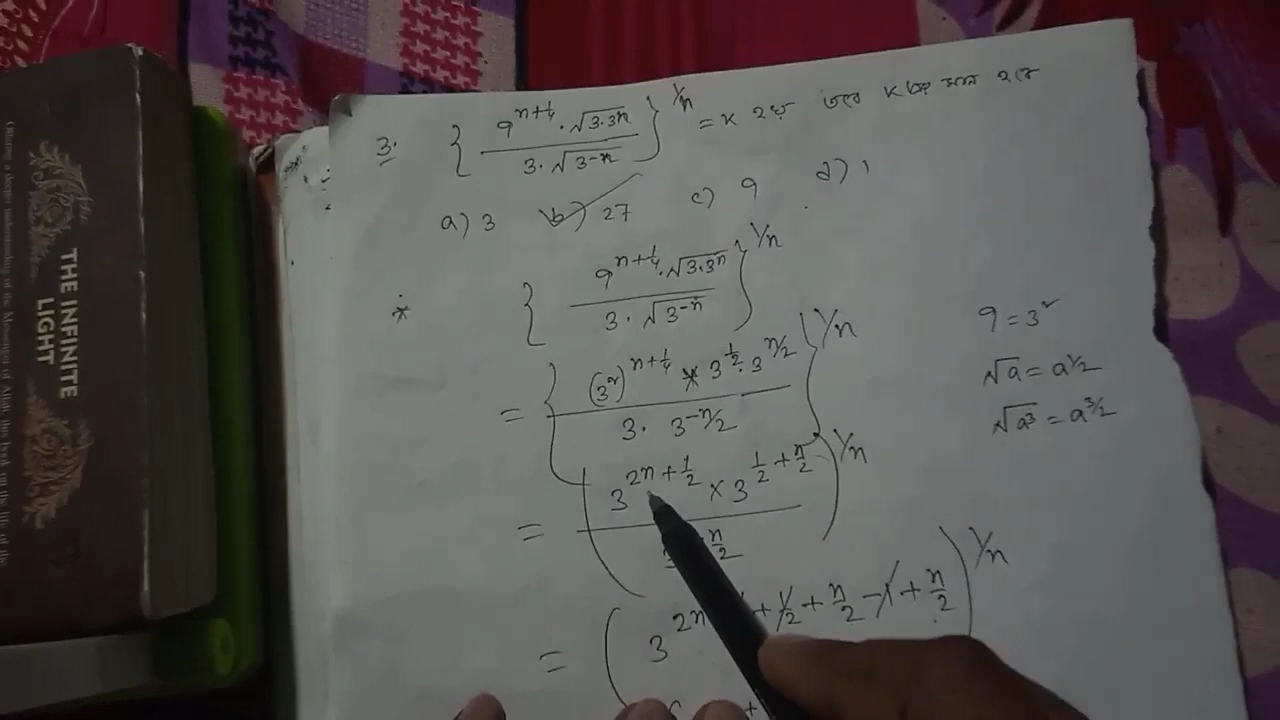 THE INFINITE
LIGHT
3. { 9^{n+1/4} · √3·3^n / 3 · √3^{-n} }^{1/n} = K হয় তবে K এর মান হবে
a) 3 b) 27 c) 9 d) 1
* { 9^{n+1/4} · √3·3^n / 3 · √3^{-n} }^{1/n}
= { (3²)^{n+1/4} * 3^{1/2} · 3^{n/2} / 3 · 3^{-n/2} }^{1/n}
9 = 3²
√a = a^{1/2}
√a³ = a^{3/2}
= ( 3^{2n+1/2} × 3^{1/2+n/2} / n/2 )^{1/n}
= ( 3^{2n + 1/2 + n/2 - 1 + n/2} )^{1/n}